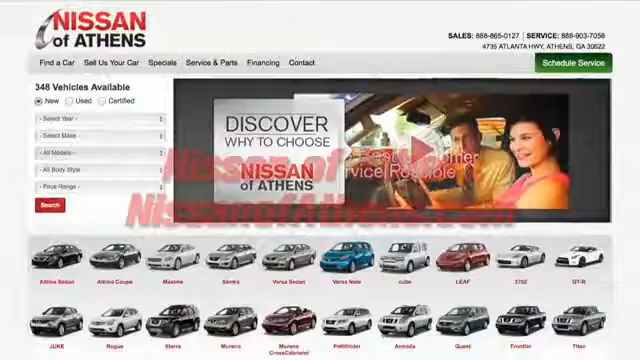 NISSAN
of ATHENS
SALES: 888-865-0127 | SERVICE: 888-903-7058
4735 ATLANTA HWY, ATHENS, GA 30622
Find a Car Sell Us Your Car Specials Service & Parts Financing Contact
Schedule Service
348 Vehicles Available
New Used Certified
- Select Year -
- Select Make -
- All Models -
- All Body Style
- Price Range -
Search
DISCOVER
WHY TO CHOOSE
NISSAN
of ATHENS
Nissan of
NissanofAthens.com
Altima Sedan Altima Coupe Maxima Sentra Versa Sedan Versa Note cube LEAF 370Z GT-R
JUKE Rogue Xterra Murano Murano CrossCabriolet Pathfinder Armada Quest Frontier Titan